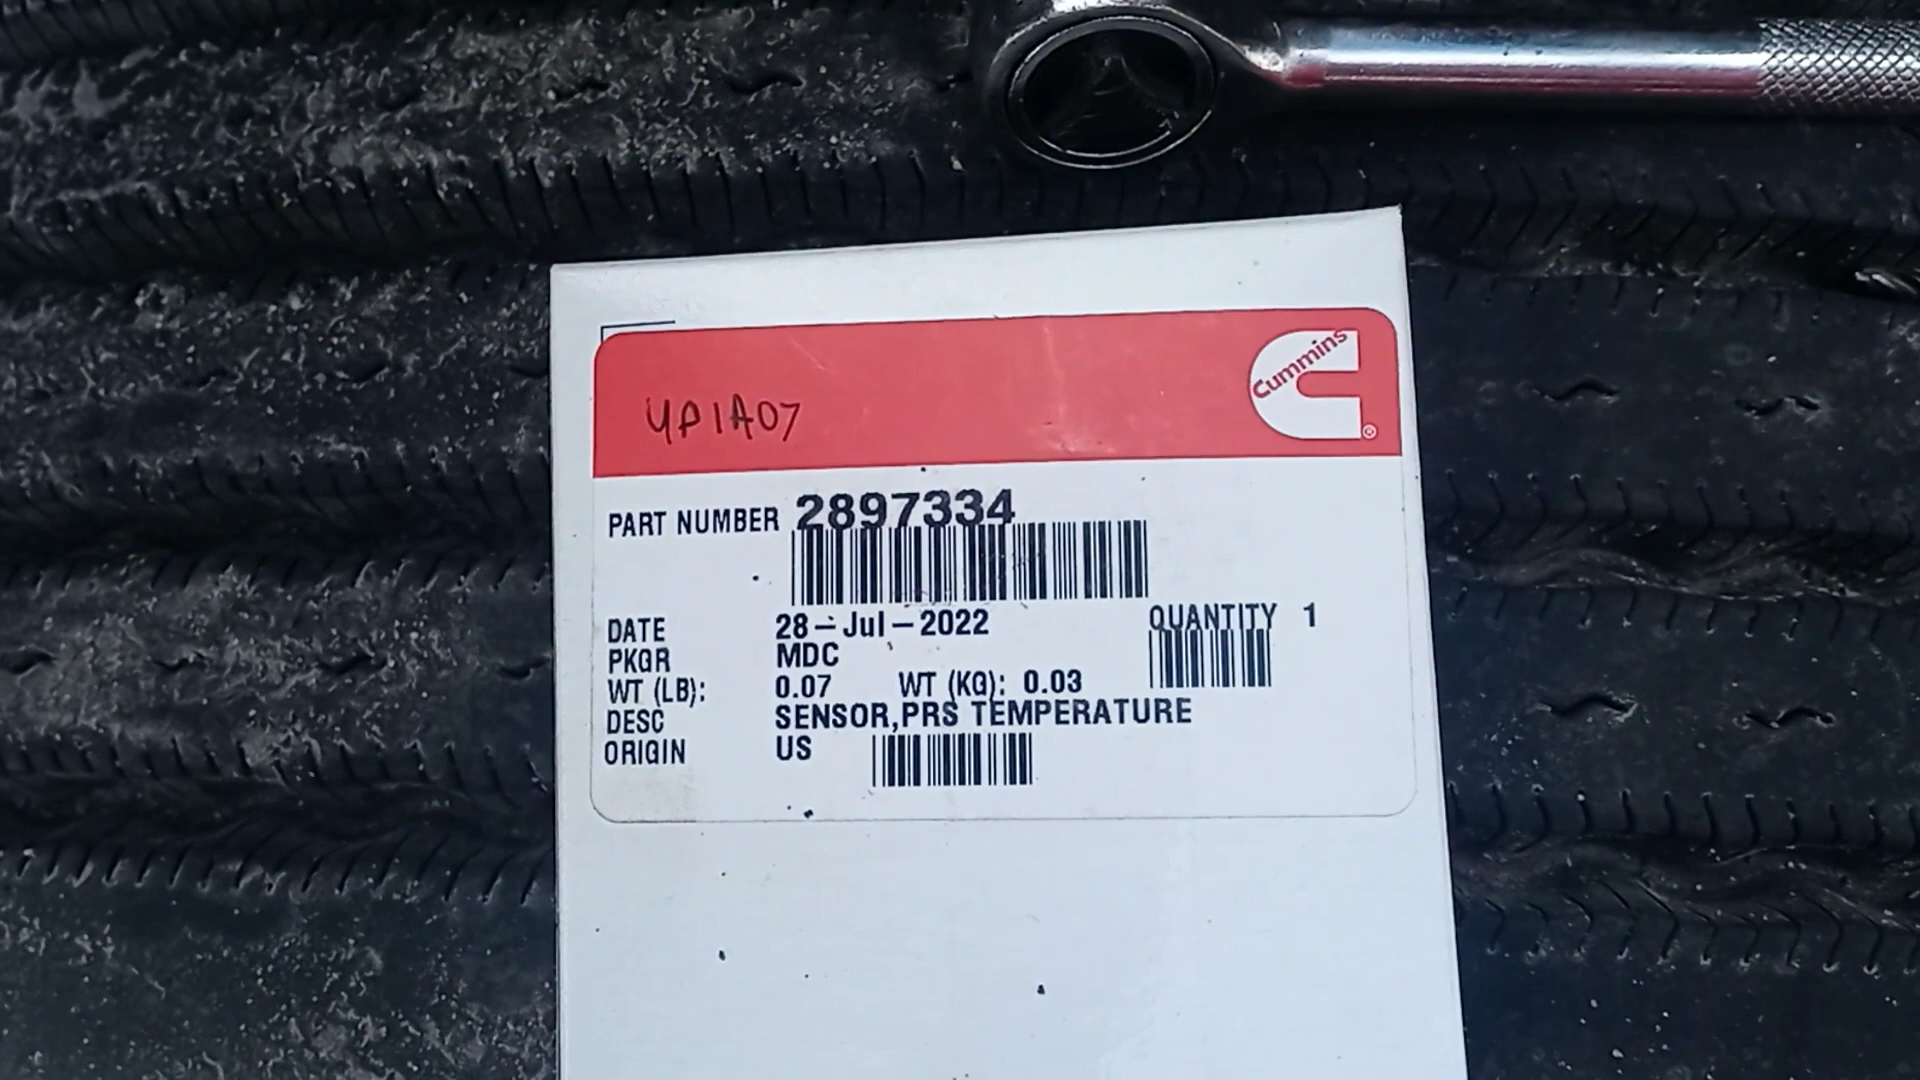 Cummins
®
4P1A07
PART NUMBER 2897334
DATE 28-Jul-2022 QUANTITY 1
PKGR MDC
WT (LB): 0.07 WT (KG): 0.03
DESC SENSOR,PRS TEMPERATURE
ORIGIN US